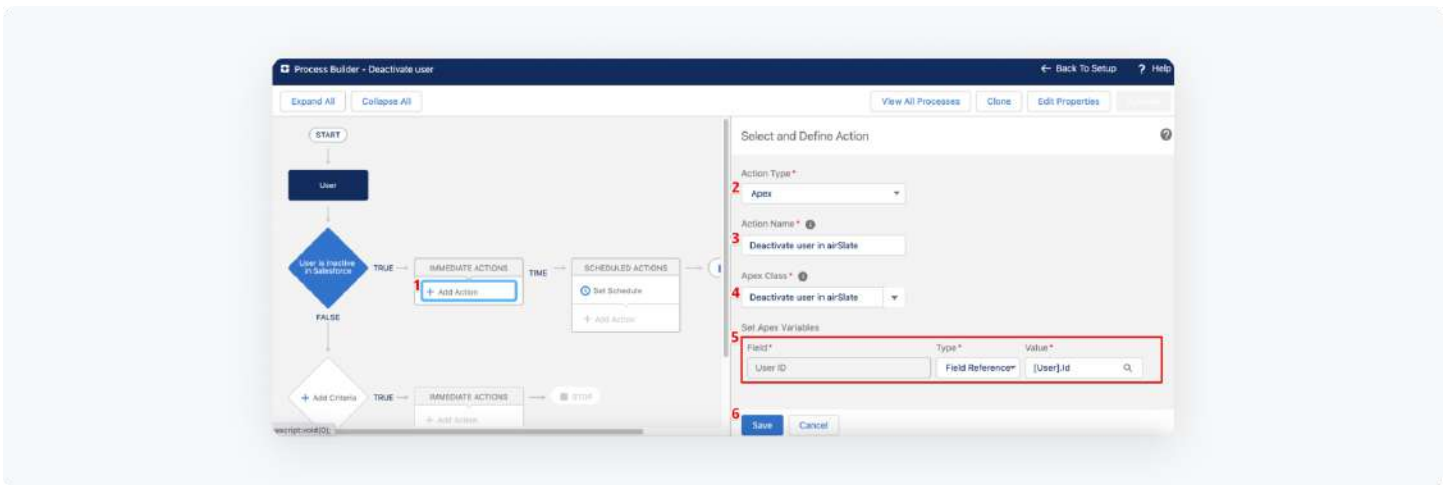 Process Builder - Deactivate user
← Back To Setup ? Help
Expand All Collapse All
View All Processes Clone Edit Properties
START
User
User is Inactive in Salesforce
TRUE
IMMEDIATE ACTIONS
1 + Add Action
TIME
SCHEDULED ACTIONS
Set Schedule
+ Add Action
FALSE
+ Add Criteria
TRUE
IMMEDIATE ACTIONS
+ Add Action
STOP
escript:void(0);
Select and Define Action
Action Type*
2 Apex
Action Name*
3 Deactivate user in airSlate
Apex Class*
4 Deactivate user in airSlate
Set Apex Variables
5
Field* Type* Value*
User ID Field Reference [User].Id
6 Save Cancel